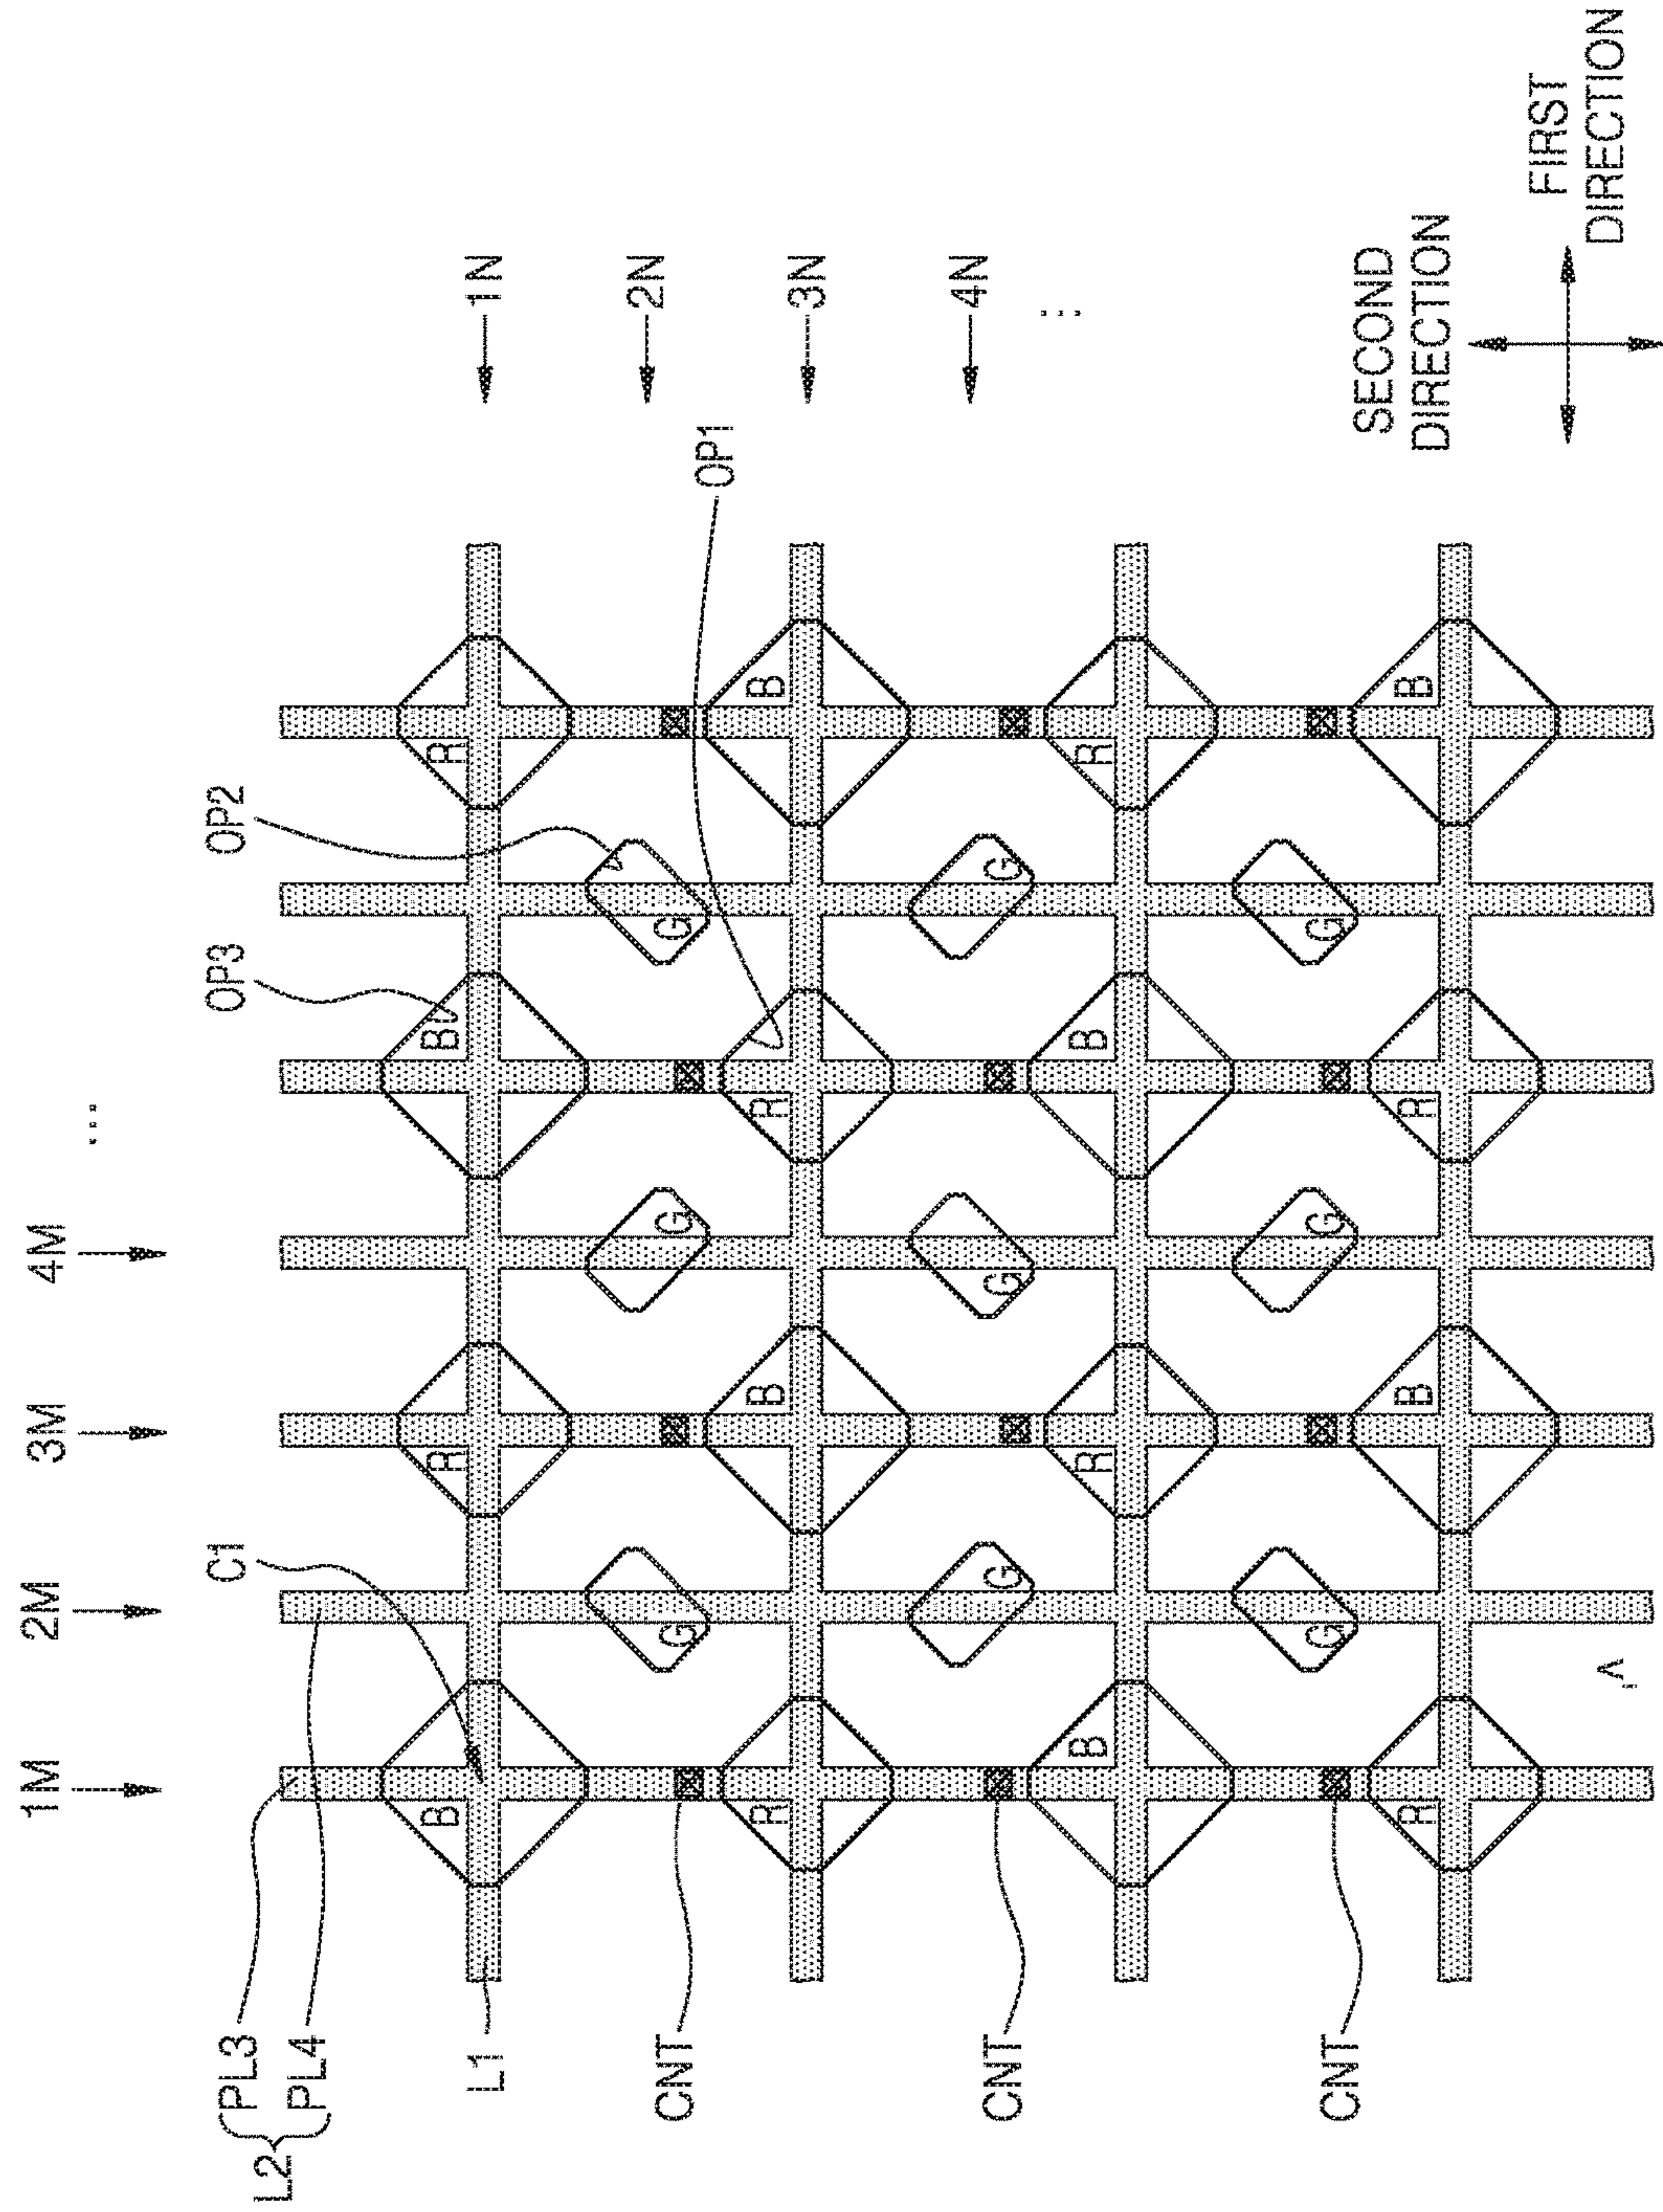 1M
2M
3M
4M
...
L2
PL3
PL4
C1
OP3
OP2
B
R
B
R
L1
1N
CNT
G
G
G
2N
OP1
R
B
R
B
3N
CNT
G
G
G
4N
...
B
R
B
R
CNT
G
G
G
R
B
R
B
SECOND
DIRECTION
FIRST
DIRECTION